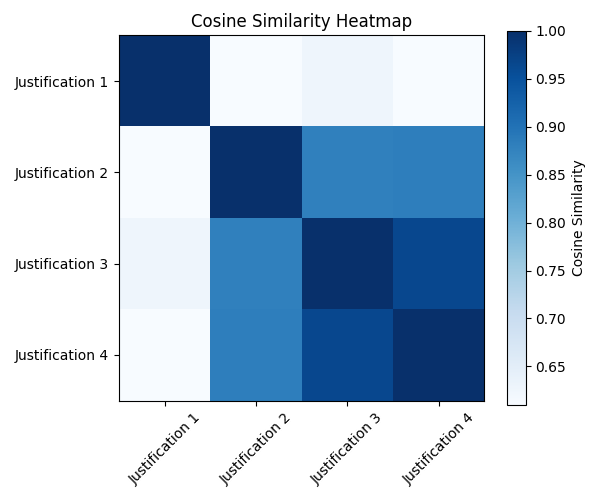 Cosine Similarity Heatmap
Justification 1
Justification 2
Justification 3
Justification 4
Justification 1
Justification 2
Justification 3
Justification 4
1.00
0.95
0.90
0.85
0.80
0.75
0.70
0.65
Cosine Similarity